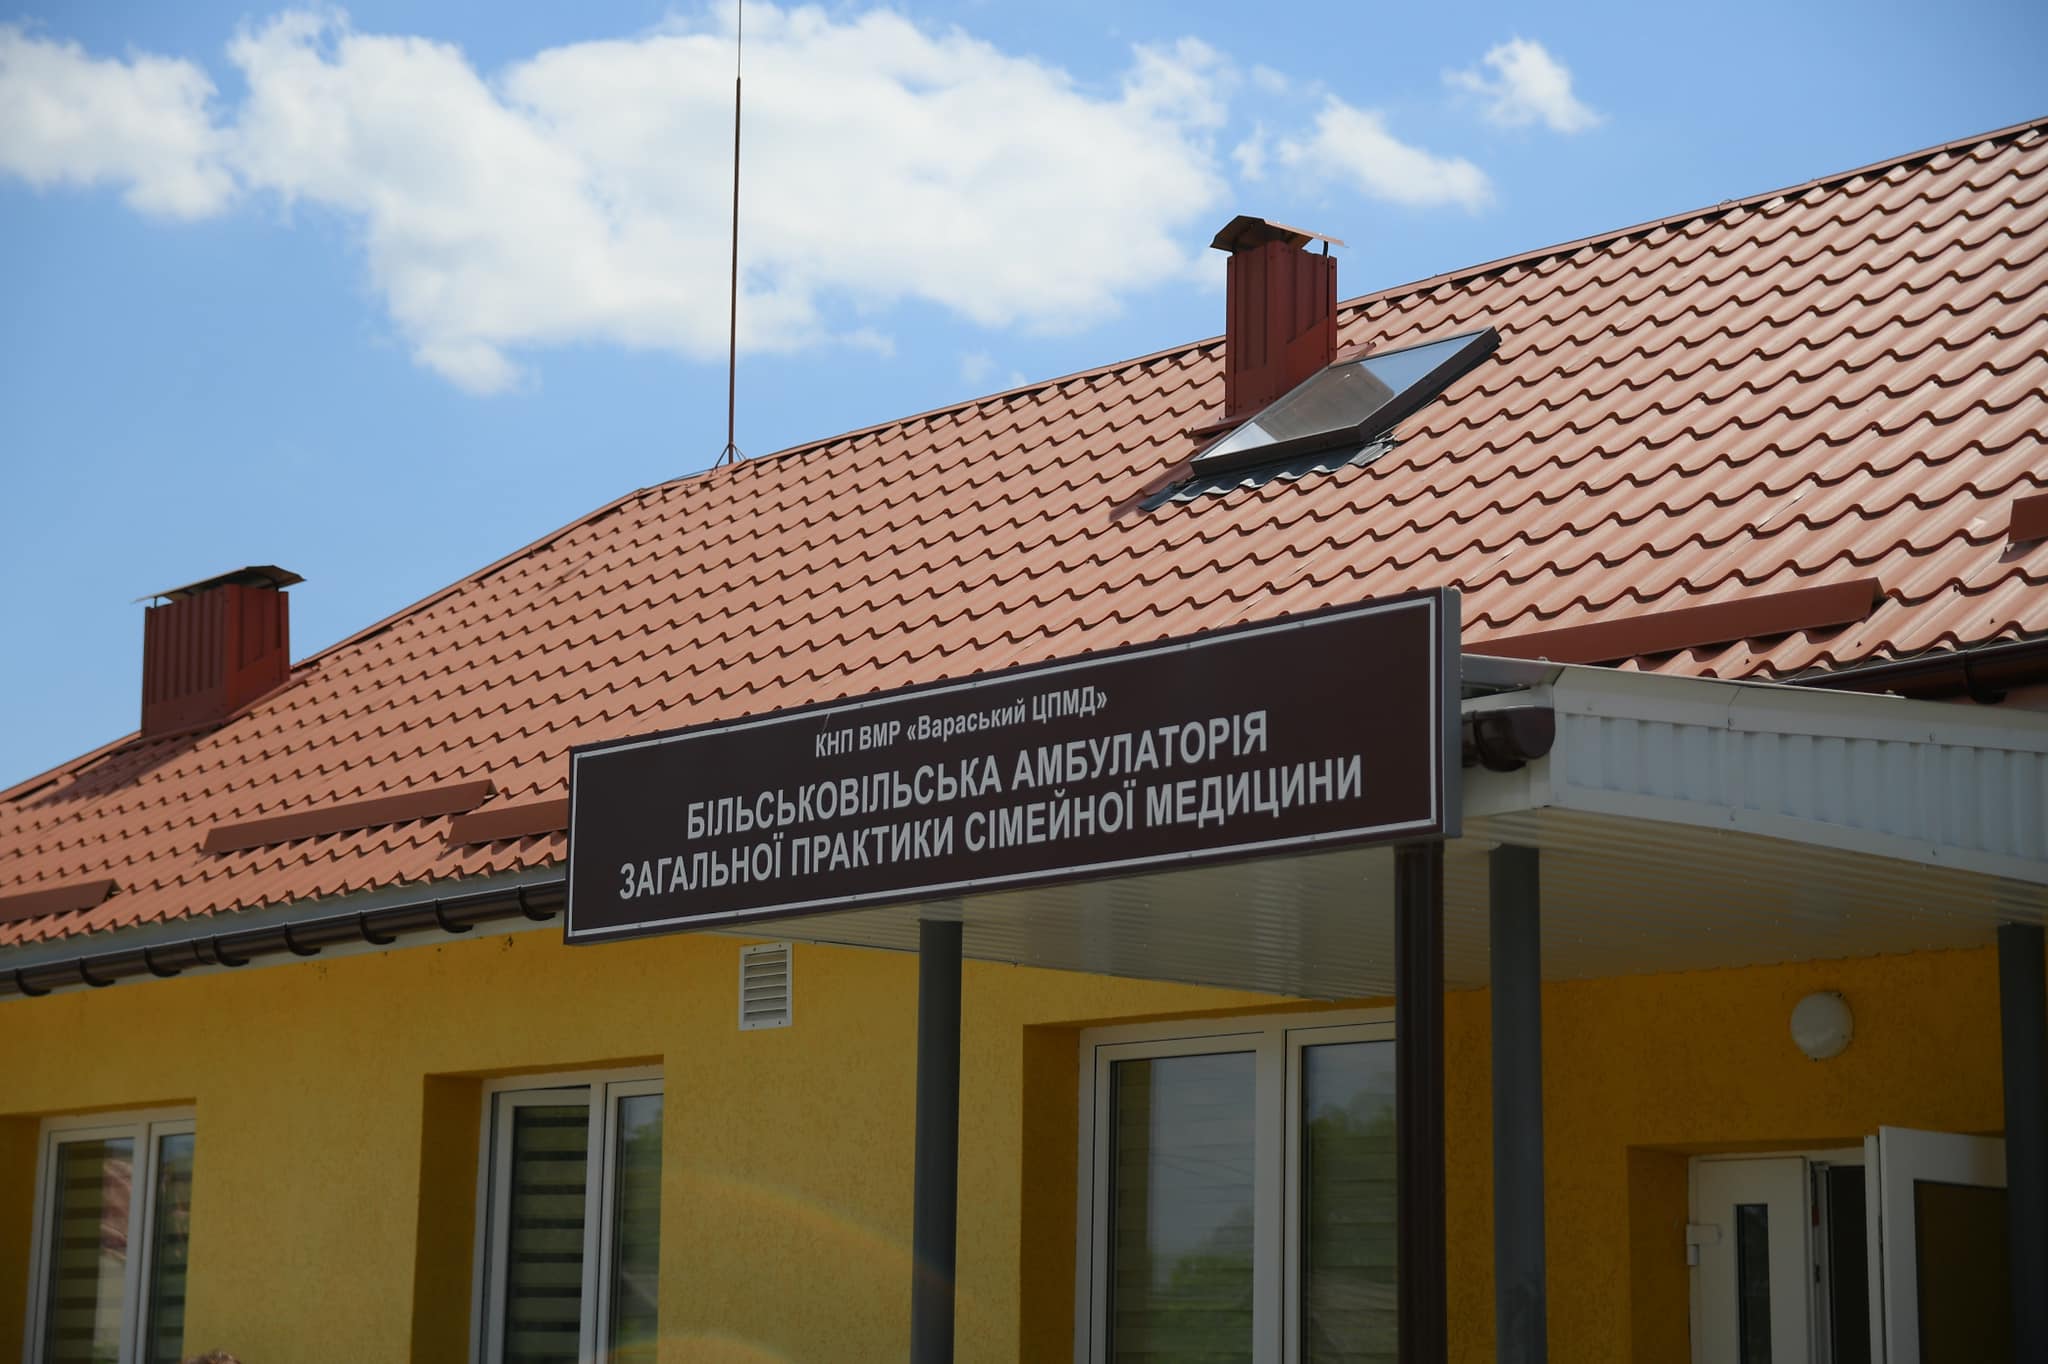 КНП ВМР «Вараський ЦПМД»
БІЛЬСЬКОВІЛЬСЬКА АМБУЛАТОРІЯ
ЗАГАЛЬНОЇ ПРАКТИКИ СІМЕЙНОЇ МЕДИЦИНИ